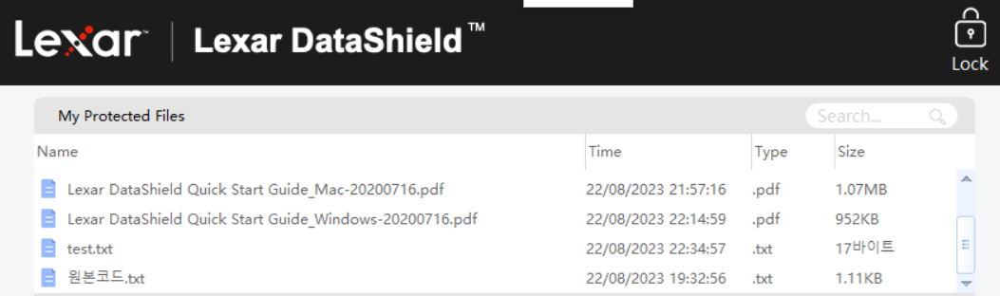 Lexar™ Lexar DataShield™
Lock
My Protected Files Search...
Name Time Type Size
Lexar DataShield Quick Start Guide_Mac-20200716.pdf 22/08/2023 21:57:16 .pdf 1.07MB
Lexar DataShield Quick Start Guide_Windows-20200716.pdf 22/08/2023 22:14:59 .pdf 952KB
test.txt 22/08/2023 22:34:57 .txt 17바이트
원본코드.txt 22/08/2023 19:32:56 .txt 1.11KB